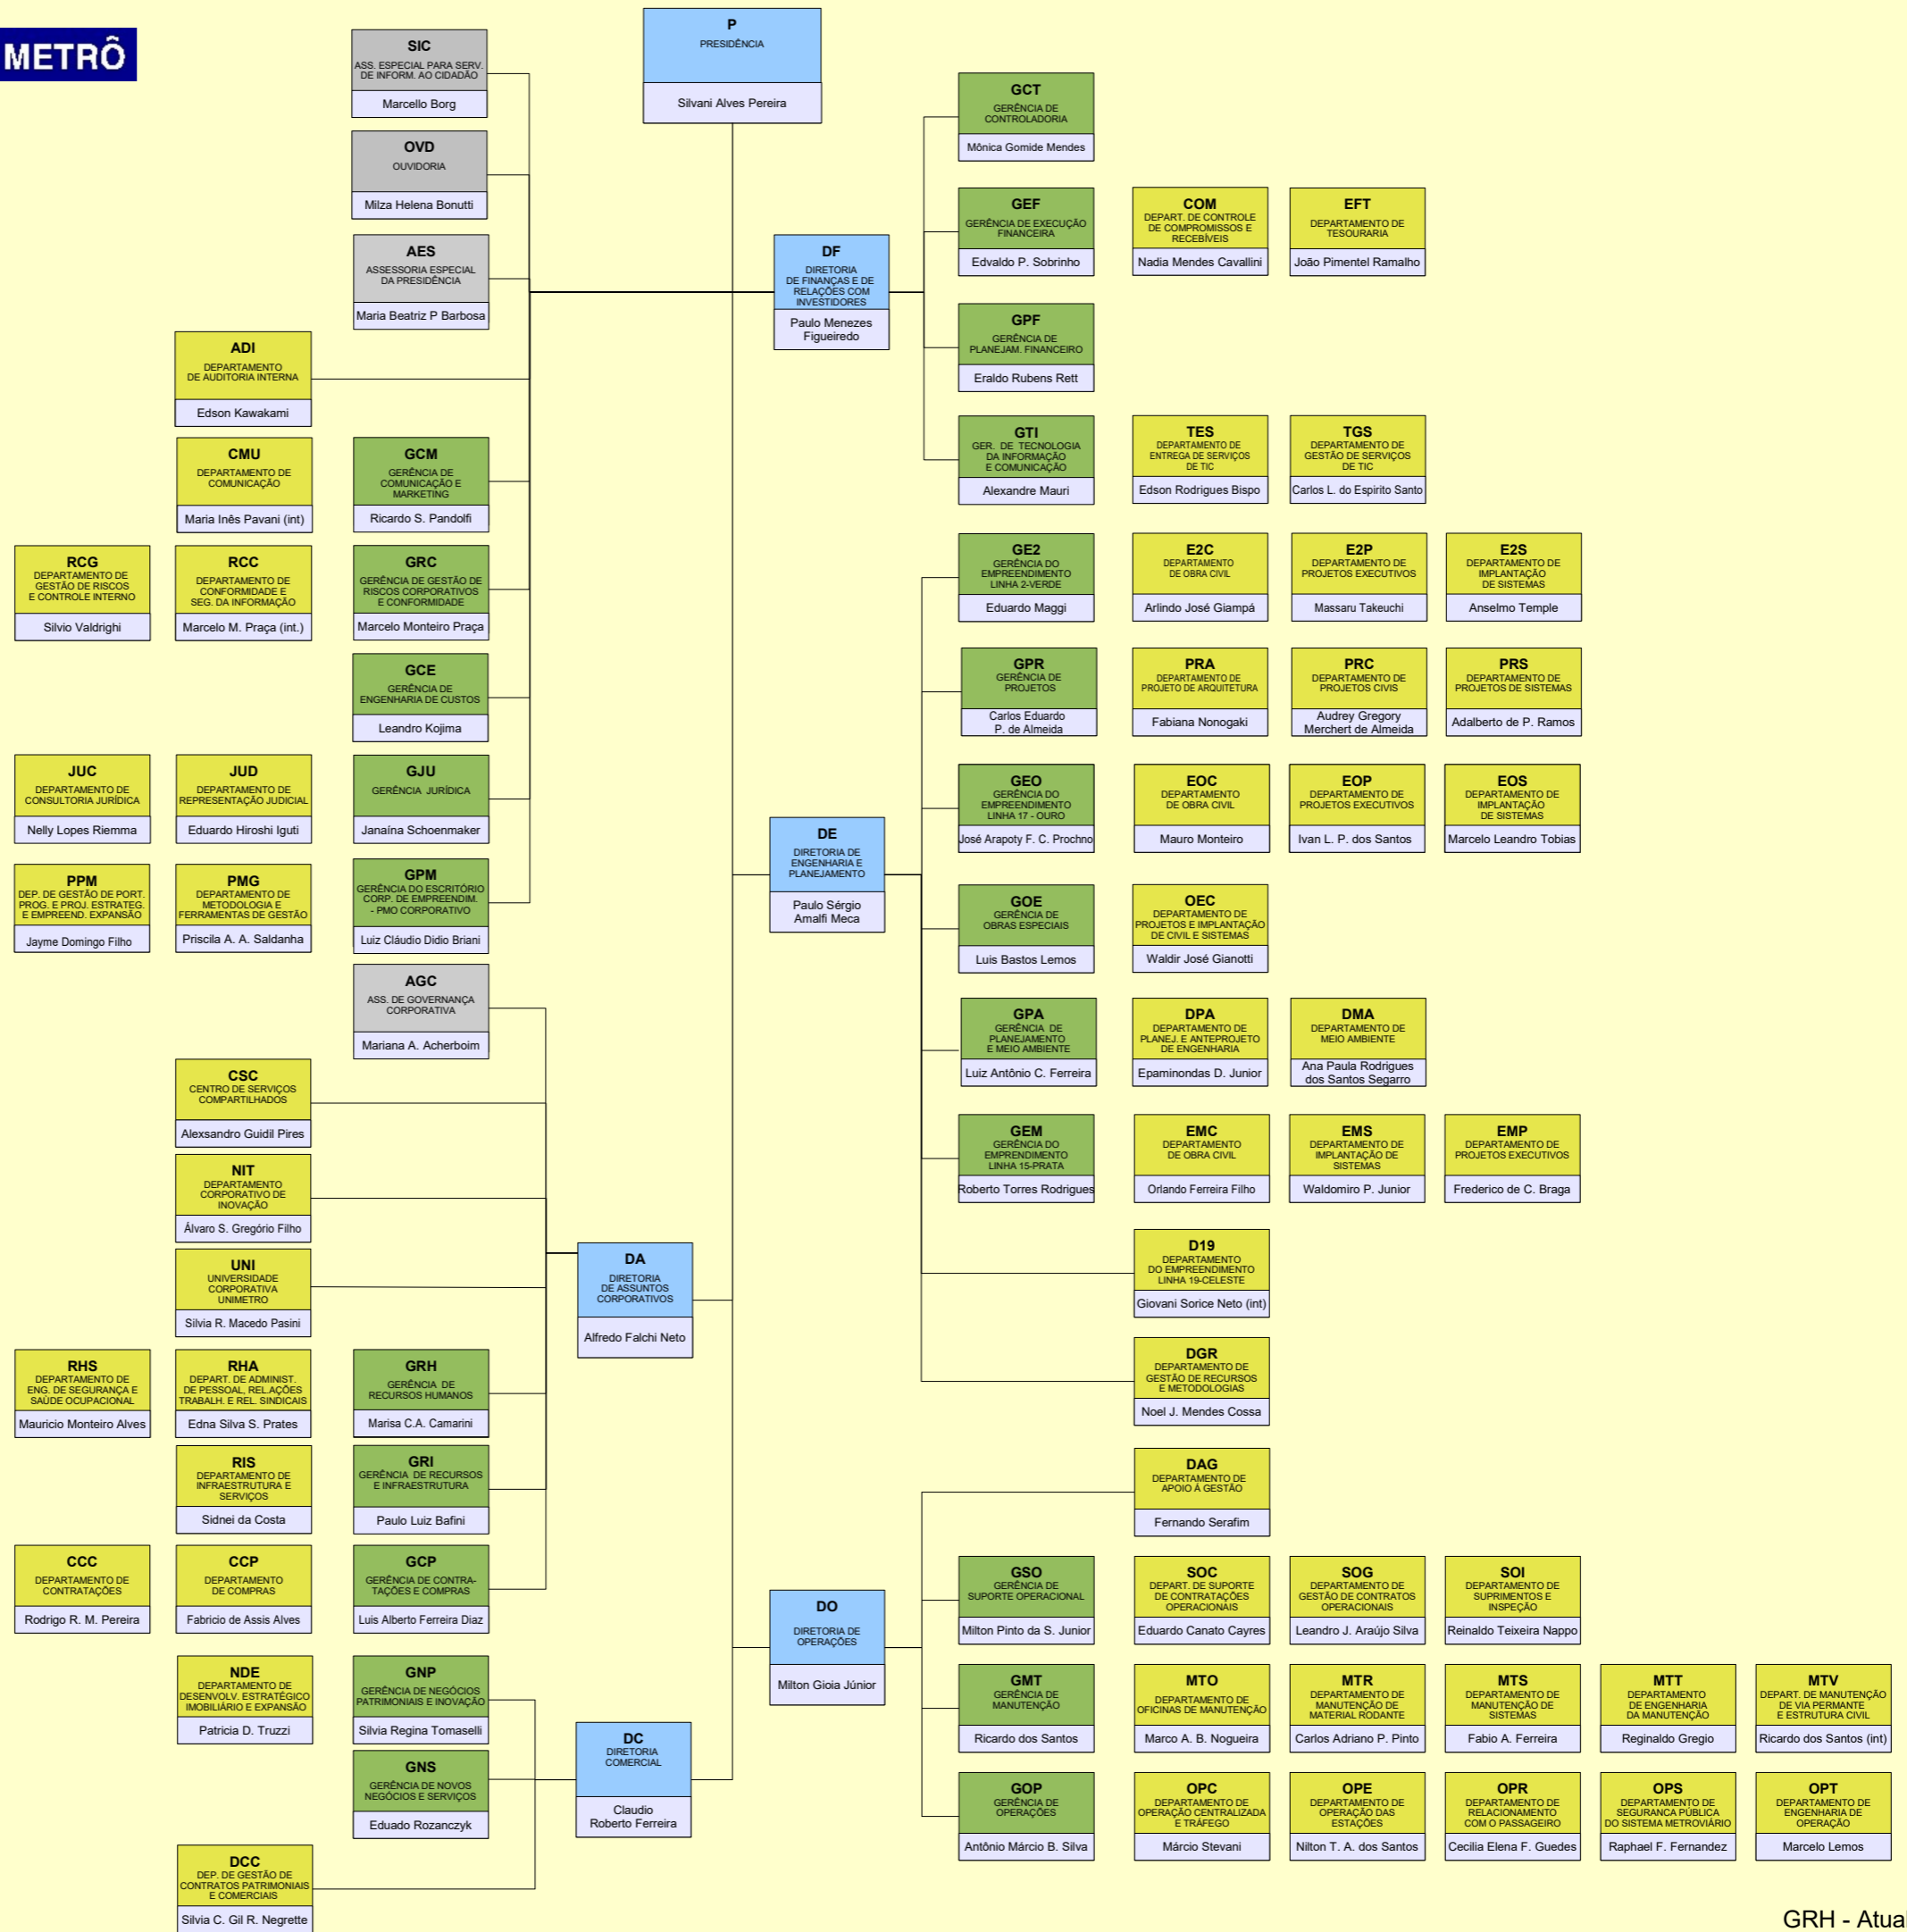 METRÔ
P
PRESIDÊNCIA
Silvani Alves Pereira
SIC
ASS. ESPECIAL PARA SERV.
DE INFORM. AO CIDADÃO
Marcello Borg
OVD
OUVIDORIA
Milza Helena Bonutti
AES
ASSESSORIA ESPECIAL
DA PRESIDÊNCIA
Maria Beatriz P Barbosa
ADI
DEPARTAMENTO
DE AUDITORIA INTERNA
Edson Kawakami
CMU
DEPARTAMENTO DE
COMUNICAÇÃO
Maria Inês Pavani (int)
GCM
GERÊNCIA DE
COMUNICAÇÃO E
MARKETING
Ricardo S. Pandolfi
RCG
DEPARTAMENTO DE
GESTÃO DE RISCOS
E CONTROLE INTERNO
Silvio Valdrighi
RCC
DEPARTAMENTO DE
CONFORMIDADE E
SEG. DA INFORMAÇÃO
Marcelo M. Praça (int.)
GRC
GERÊNCIA DE GESTÃO DE
RISCOS CORPORATIVOS
E CONFORMIDADE
Marcelo Monteiro Praça
GCE
GERÊNCIA DE
ENGENHARIA DE CUSTOS
Leandro Kojima
JUC
DEPARTAMENTO DE
CONSULTORIA JURÍDICA
Nelly Lopes Riemma
JUD
DEPARTAMENTO DE
REPRESENTAÇÃO JUDICIAL
Eduardo Hiroshi Iguti
GJU
GERÊNCIA JURÍDICA
Janaína Schoenmaker
PPM
DEP. DE GESTÃO DE PORT.
PROG. E PROJ. ESTRATEG.
E EMPREEND. EXPANSÃO
Jayme Domingo Filho
PMG
DEPARTAMENTO DE
METODOLOGIA E
FERRAMENTAS DE GESTÃO
Priscila A. A. Saldanha
GPM
GERÊNCIA DO ESCRITÓRIO
CORP. DE EMPREENDIM.
- PMO CORPORATIVO
Luiz Cláudio Didio Briani
AGC
ASS. DE GOVERNANÇA
CORPORATIVA
Mariana A. Acherboim
CSC
CENTRO DE SERVIÇOS
COMPARTILHADOS
Alexsandro Guidil Pires
NIT
DEPARTAMENTO
CORPORATIVO DE
INOVAÇÃO
Álvaro S. Gregório Filho
UNI
UNIVERSIDADE
CORPORATIVA
UNIMETRO
Silvia R. Macedo Pasini
DA
DIRETORIA
DE ASSUNTOS
CORPORATIVOS
Alfredo Falchi Neto
RHS
DEPARTAMENTO DE
ENG. DE SEGURANÇA E
SAÚDE OCUPACIONAL
Mauricio Monteiro Alves
RHA
DEPART. DE ADMINIST.
DE PESSOAL, REL.AÇÕES
TRABALH. E REL. SINDICAIS
Edna Silva S. Prates
GRH
GERÊNCIA DE
RECURSOS HUMANOS
Marisa C.A. Camarini
RIS
DEPARTAMENTO DE
INFRAESTRUTURA E
SERVIÇOS
Sidnei da Costa
GRI
GERÊNCIA DE RECURSOS
E INFRAESTRUTURA
Paulo Luiz Bafini
CCC
DEPARTAMENTO DE
CONTRATAÇÕES
Rodrigo R. M. Pereira
CCP
DEPARTAMENTO
DE COMPRAS
Fabricio de Assis Alves
GCP
GERÊNCIA DE CONTRA-
TAÇÕES E COMPRAS
Luis Alberto Ferreira Diaz
NDE
DEPARTAMENTO DE
DESENVOLV. ESTRATÉGICO
IMOBILIÁRIO E EXPANSÃO
Patricia D. Truzzi
GNP
GERÊNCIA DE NEGÓCIOS
PATRIMONIAIS E INOVAÇÃO
Silvia Regina Tomaselli
GNS
GERÊNCIA DE NOVOS
NEGÓCIOS E SERVIÇOS
Eduado Rozanczyk
DC
DIRETORIA
COMERCIAL
Claudio
Roberto Ferreira
DCC
DEP. DE GESTÃO DE
CONTRATOS PATRIMONIAIS
E COMERCIAIS
Silvia C. Gil R. Negrette
DF
DIRETORIA
DE FINANÇAS E DE
RELAÇÕES COM
INVESTIDORES
Paulo Menezes
Figueiredo
GCT
GERÊNCIA DE
CONTROLADORIA
Mônica Gomide Mendes
GEF
GERÊNCIA DE EXECUÇÃO
FINANCEIRA
Edvaldo P. Sobrinho
COM
DEPART. DE CONTROLE
DE COMPROMISSOS E
RECEBÍVEIS
Nadia Mendes Cavallini
EFT
DEPARTAMENTO DE
TESOURARIA
João Pimentel Ramalho
GPF
GERÊNCIA DE
PLANEJAM. FINANCEIRO
Eraldo Rubens Rett
GTI
GER. DE TECNOLOGIA
DA INFORMAÇÃO
E COMUNICAÇÃO
Alexandre Mauri
TES
DEPARTAMENTO DE
ENTREGA DE SERVIÇOS
DE TIC
Edson Rodrigues Bispo
TGS
DEPARTAMENTO DE
GESTÃO DE SERVIÇOS
DE TIC
Carlos L. do Espirito Santo
DE
DIRETORIA DE
ENGENHARIA E
PLANEJAMENTO
Paulo Sérgio
Amalfi Meca
GE2
GERÊNCIA DO
EMPREENDIMENTO
LINHA 2-VERDE
Eduardo Maggi
E2C
DEPARTAMENTO
DE OBRA CIVIL
Arlindo José Giampá
E2P
DEPARTAMENTO DE
PROJETOS EXECUTIVOS
Massaru Takeuchi
E2S
DEPARTAMENTO DE
IMPLANTAÇÃO
DE SISTEMAS
Anselmo Temple
GPR
GERÊNCIA DE
PROJETOS
Carlos Eduardo
P. de Almeida
PRA
DEPARTAMENTO DE
PROJETO DE ARQUITETURA
Fabiana Nonogaki
PRC
DEPARTAMENTO DE
PROJETOS CIVIS
Audrey Gregory
Merchert de Almeida
PRS
DEPARTAMENTO DE
PROJETOS DE SISTEMAS
Adalberto de P. Ramos
GEO
GERÊNCIA DO
EMPREENDIMENTO
LINHA 17 - OURO
José Arapoty F. C. Prochno
EOC
DEPARTAMENTO
DE OBRA CIVIL
Mauro Monteiro
EOP
DEPARTAMENTO DE
PROJETOS EXECUTIVOS
Ivan L. P. dos Santos
EOS
DEPARTAMENTO DE
IMPLANTAÇÃO
DE SISTEMAS
Marcelo Leandro Tobias
GOE
GERÊNCIA DE
OBRAS ESPECIAIS
Luis Bastos Lemos
OEC
DEPARTAMENTO DE
PROJETOS E IMPLANTAÇÃO
DE CIVIL E SISTEMAS
Waldir José Gianotti
GPA
GERÊNCIA DE
PLANEJAMENTO
E MEIO AMBIENTE
Luiz Antônio C. Ferreira
DPA
DEPARTAMENTO DE
PLANEJ. E ANTEPROJETO
DE ENGENHARIA
Epaminondas D. Junior
DMA
DEPARTAMENTO DE
MEIO AMBIENTE
Ana Paula Rodrigues
dos Santos Segarro
GEM
GERÊNCIA DO
EMPRENDIMENTO
LINHA 15-PRATA
Roberto Torres Rodrigues
EMC
DEPARTAMENTO
DE OBRA CIVIL
Orlando Ferreira Filho
EMS
DEPARTAMENTO DE
IMPLANTAÇÃO DE
SISTEMAS
Waldomiro P. Junior
EMP
DEPARTAMENTO DE
PROJETOS EXECUTIVOS
Frederico de C. Braga
D19
DEPARTAMENTO
DO EMPREENDIMENTO
LINHA 19-CELESTE
Giovani Sorice Neto (int)
DGR
DEPARTAMENTO DE
GESTÃO DE RECURSOS
E METODOLOGIAS
Noel J. Mendes Cossa
DAG
DEPARTAMENTO DE
APOIO À GESTÃO
Fernando Serafim
DO
DIRETORIA DE
OPERAÇÕES
Milton Gioia Júnior
GSO
GERÊNCIA DE
SUPORTE OPERACIONAL
Milton Pinto da S. Junior
SOC
DEPART. DE SUPORTE
DE CONTRATAÇÕES
OPERACIONAIS
Eduardo Canato Cayres
SOG
DEPARTAMENTO DE
GESTÃO DE CONTRATOS
OPERACIONAIS
Leandro J. Araújo Silva
SOI
DEPARTAMENTO DE
SUPRIMENTOS E
INSPEÇÃO
Reinaldo Teixeira Nappo
GMT
GERÊNCIA DE
MANUTENÇÃO
Ricardo dos Santos
MTO
DEPARTAMENTO DE
OFICINAS DE MANUTENÇÃO
Marco A. B. Nogueira
MTR
DEPARTAMENTO DE
MANUTENÇÃO DE
MATERIAL RODANTE
Carlos Adriano P. Pinto
MTS
DEPARTAMENTO DE
MANUTENÇÃO DE
SISTEMAS
Fabio A. Ferreira
MTT
DEPARTAMENTO
DE ENGENHARIA
DA MANUTENÇÃO
Reginaldo Gregio
MTV
DEPART. DE MANUTENÇÃO
DE VIA PERMANTE
E ESTRUTURA CIVIL
Ricardo dos Santos (int)
GOP
GERÊNCIA DE
OPERAÇÕES
Antônio Márcio B. Silva
OPC
DEPARTAMENTO DE
OPERAÇÃO CENTRALIZADA
E TRÁFEGO
Márcio Stevani
OPE
DEPARTAMENTO DE
OPERAÇÃO DAS
ESTAÇÕES
Nilton T. A. dos Santos
OPR
DEPARTAMENTO DE
RELACIONAMENTO
COM O PASSAGEIRO
Cecilia Elena F. Guedes
OPS
DEPARTAMENTO DE
SEGURANCA PÚBLICA
DO SISTEMA METROVIÁRIO
Raphael F. Fernandez
OPT
DEPARTAMENTO DE
ENGENHARIA DE
OPERAÇÃO
Marcelo Lemos
GRH - Atual